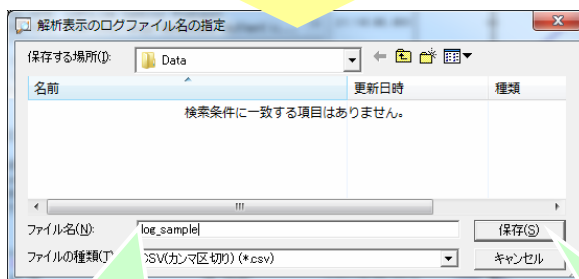 解析表示のログファイル名の指定
保存する場所(I): Data
名前 更新日時 種類
検索条件に一致する項目はありません。
ファイル名(N): log_sample 保存(S)
ファイルの種類(T) CSV(カンマ区切り) (*.csv) キャンセル